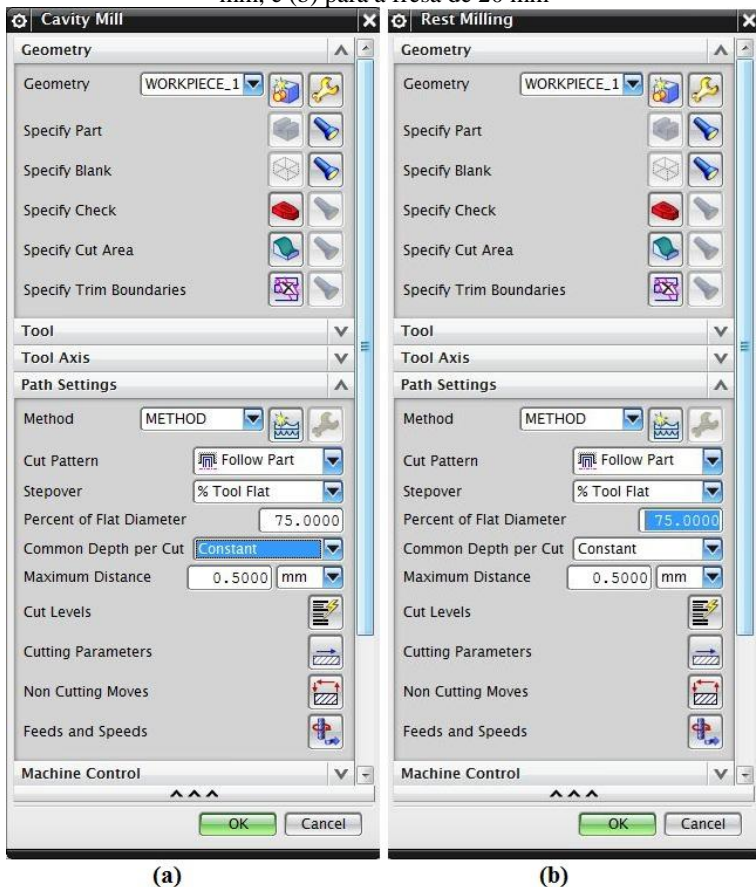 mm, e (b) para a fresa de 20 mm
Cavity Mill
Geometry
Geometry WORKPIECE_1
Specify Part
Specify Blank
Specify Check
Specify Cut Area
Specify Trim Boundaries
Tool
Tool Axis
Path Settings
Method METHOD
Cut Pattern Follow Part
Stepover % Tool Flat
Percent of Flat Diameter 75.0000
Common Depth per Cut Constant
Maximum Distance 0.5000 mm
Cut Levels
Cutting Parameters
Non Cutting Moves
Feeds and Speeds
Machine Control
OK Cancel
(a)
Rest Milling
Geometry
Geometry WORKPIECE_1
Specify Part
Specify Blank
Specify Check
Specify Cut Area
Specify Trim Boundaries
Tool
Tool Axis
Path Settings
Method METHOD
Cut Pattern Follow Part
Stepover % Tool Flat
Percent of Flat Diameter 75.0000
Common Depth per Cut Constant
Maximum Distance 0.5000 mm
Cut Levels
Cutting Parameters
Non Cutting Moves
Feeds and Speeds
Machine Control
OK Cancel
(b)